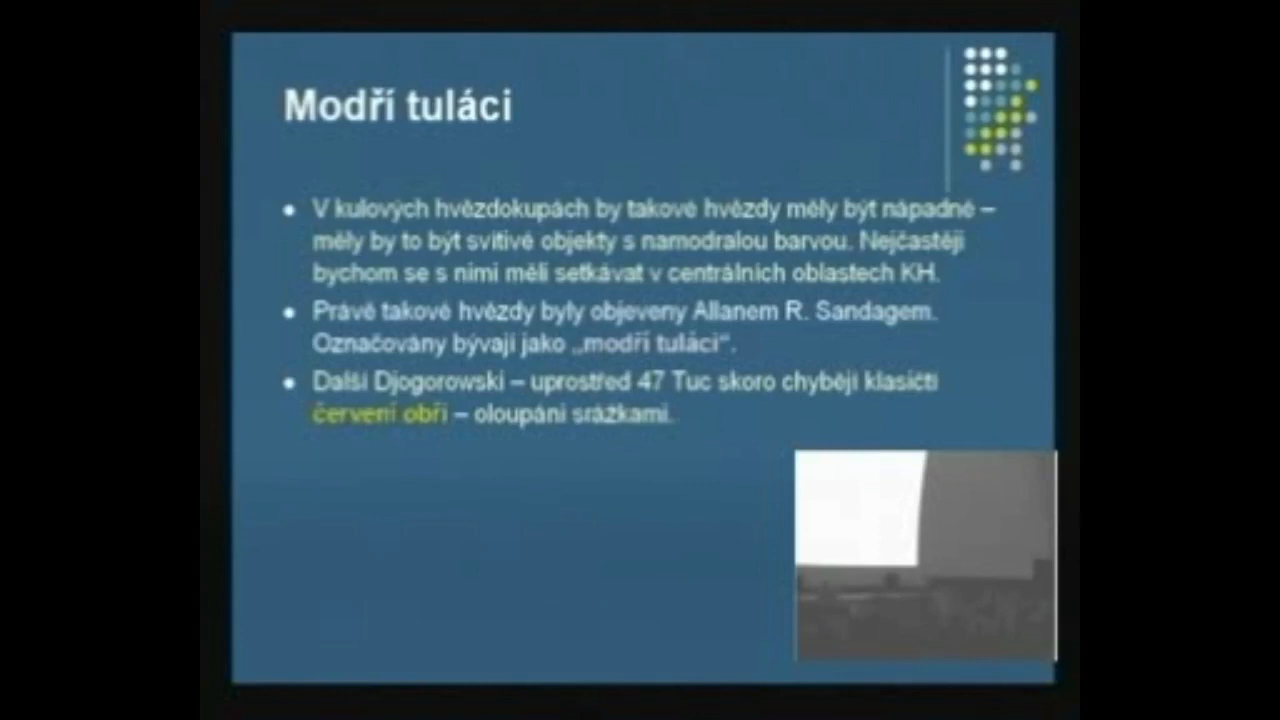 Modří tuláci
V kulových hvězdokupách by takové hvězdy měly být nápadné –
měly by to být svítivé objekty s namodralou barvou. Nejčastěji
bychom se s nimi měli setkávat v centrálních oblastech KH.
Právě takové hvězdy byly objeveny Allanem R. Sandagem.
Označovány bývají jako „modří tuláci“.
Další Djogorowski – uprostřed 47 Tuc skoro chybějí klasičtí
červení obři – oloupáni srážkami.